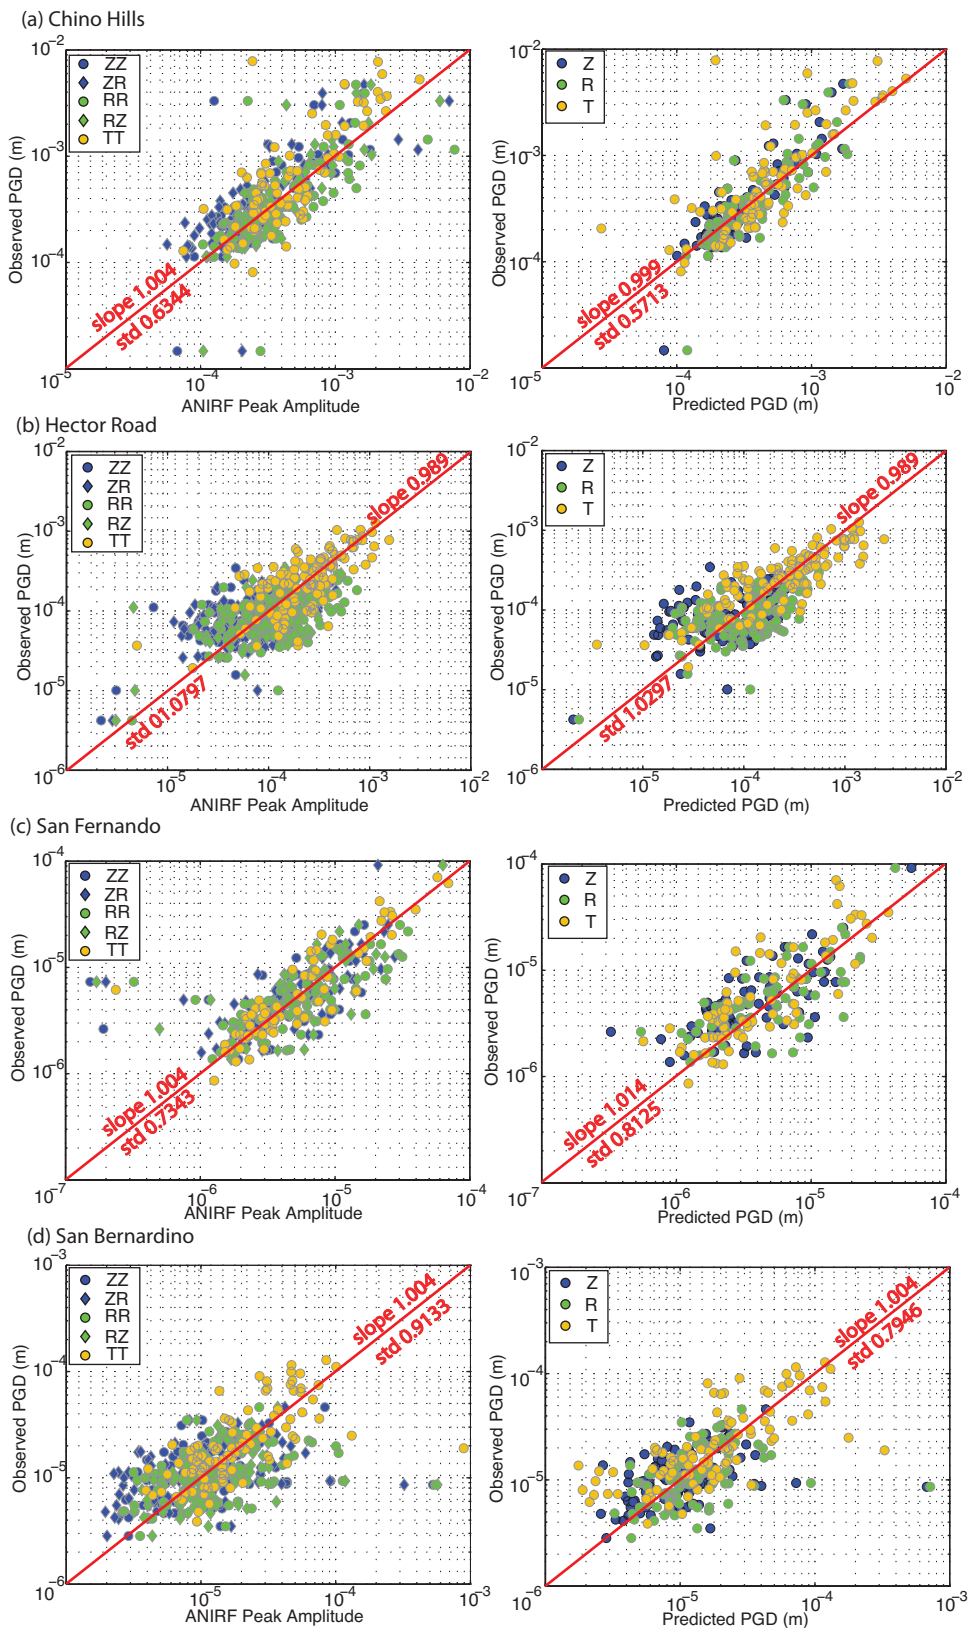 (a) Chino Hills
10−2
10−3
10−4
10−5
10−4
10−3
10−2
Observed PGD (m)
ANIRF Peak Amplitude
ZZ
ZR
RR
RZ
TT
slope 1.004
std 0.6344
10−2
10−3
10−4
10−5
10−4
10−3
10−2
Observed PGD (m)
Predicted PGD (m)
Z
R
T
slope 0.999
std 0.5713
(b) Hector Road
10−2
10−3
10−4
10−5
10−6
10−5
10−4
10−3
10−2
Observed PGD (m)
ANIRF Peak Amplitude
ZZ
ZR
RR
RZ
TT
slope 0.989
std 01.0797
10−2
10−3
10−4
10−5
10−6
10−5
10−4
10−3
10−2
Observed PGD (m)
Predicted PGD (m)
Z
R
T
slope 0.989
std 1.0297
(c) San Fernando
10−4
10−5
10−6
10−7
10−6
10−5
10−4
Observed PGD (m)
ANIRF Peak Amplitude
ZZ
ZR
RR
RZ
TT
slope 1.004
std 0.7343
10−4
10−5
10−6
10−7
10−6
10−5
10−4
Observed PGD (m)
Predicted PGD (m)
Z
R
T
slope 1.014
std 0.8125
(d) San Bernardino
10−3
10−4
10−5
10−6
10−5
10−4
10−3
Observed PGD (m)
ANIRF Peak Amplitude
ZZ
ZR
RR
RZ
TT
slope 1.004
std 0.9133
10−3
10−4
10−5
10−6
10−5
10−4
10−3
Observed PGD (m)
Predicted PGD (m)
Z
R
T
slope 1.004
std 0.7946